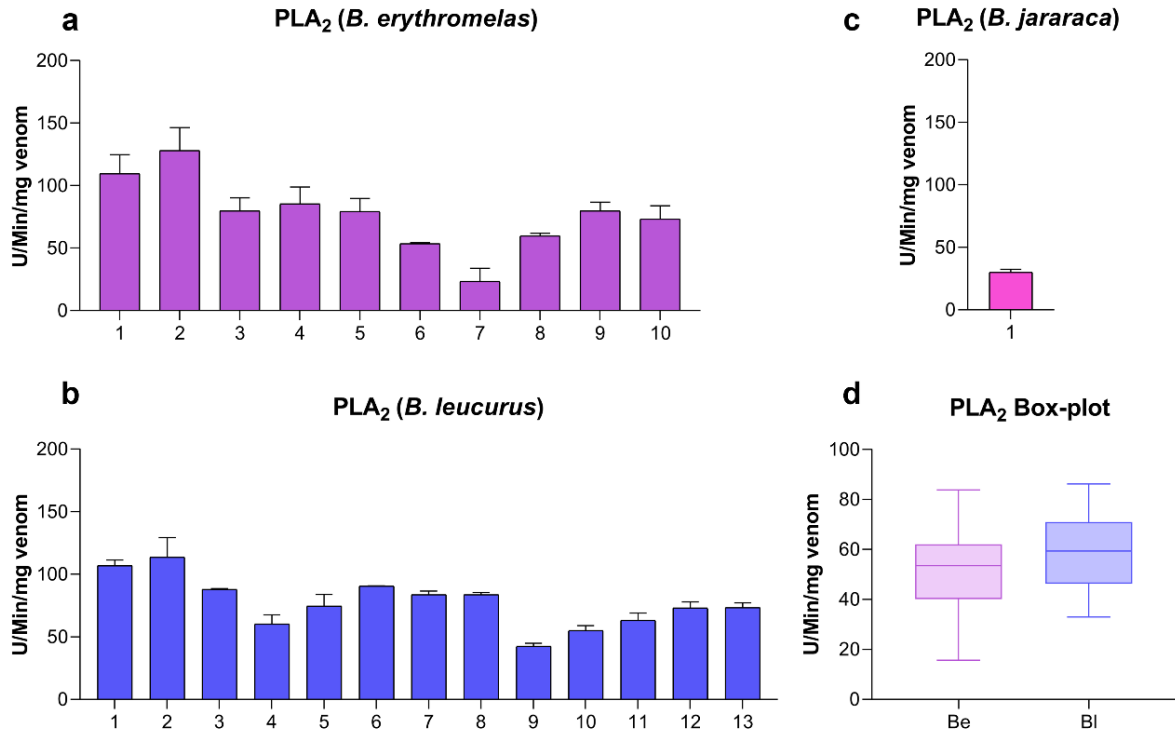 a
PLA₂ (B. erythromelas)
U/Min/mg venom
200
150
100
50
0
1 2 3 4 5 6 7 8 9 10
c
PLA₂ (B. jararaca)
U/Min/mg venom
200
150
100
50
0
1
b
PLA₂ (B. leucurus)
U/Min/mg venom
200
150
100
50
0
1 2 3 4 5 6 7 8 9 10 11 12 13
d
PLA₂ Box-plot
U/Min/mg venom
100
80
60
40
20
0
Be Bl